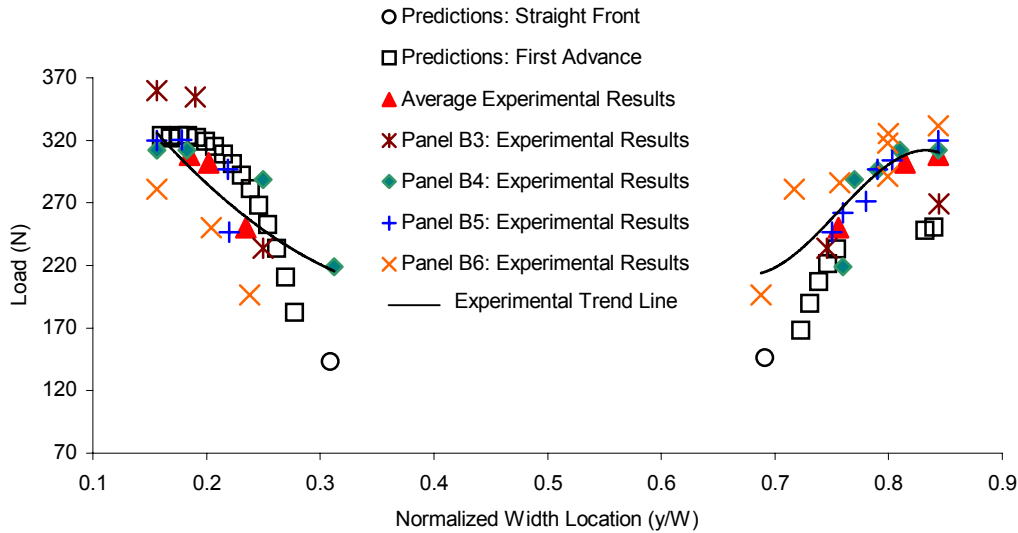 Predictions: Straight Front
Predictions: First Advance
Average Experimental Results
Panel B3: Experimental Results
Panel B4: Experimental Results
Panel B5: Experimental Results
Panel B6: Experimental Results
Experimental Trend Line
Load (N)
370
320
270
220
170
120
70
0.1 0.2 0.3 0.4 0.5 0.6 0.7 0.8 0.9
Normalized Width Location (y/W)